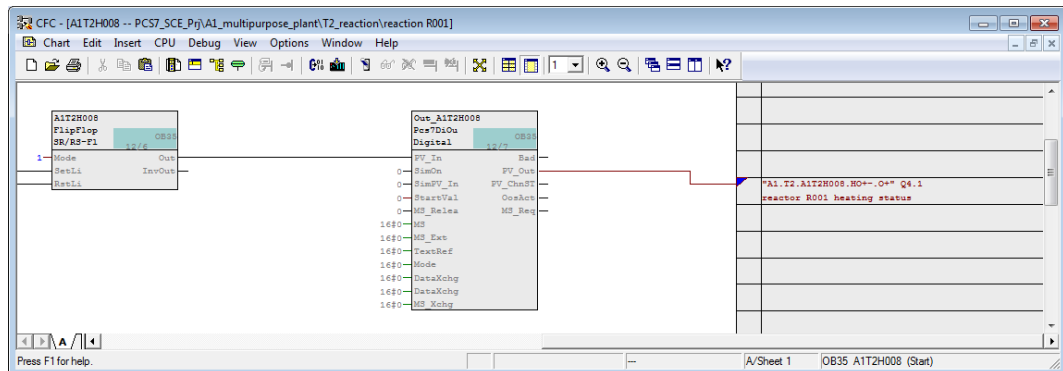 CFC - [A1T2H008 -- PCS7_SCE_Prj\A1_multipurpose_plant\T2_reaction\reaction R001]
Chart Edit Insert CPU Debug View Options Window Help
1
A1T2H008
FlipFlop
SR/RS-Fl OB35
12/6
1 Mode Out
SetLi InvOut
RstLi
Out_A1T2H008
Pcs7DiOu
Digital OB35
12/7
PV_In Bad
0 SimOn PV_Out
0 SimPV_In PV_ChnST
0 StartVal OosAct
0 MS_Relea MS_Req
16#0 MS
16#0 MS_Ext
16#0 TextRef
16#0 Mode
16#0 DataXchg
16#0 DataXchg
16#0 MS_Xchg
"A1.T2.A1T2H008.HO+-.O+" Q4.1
reactor R001 heating status
A
Press F1 for help.
--
A/Sheet 1
OB35 A1T2H008 (Start)